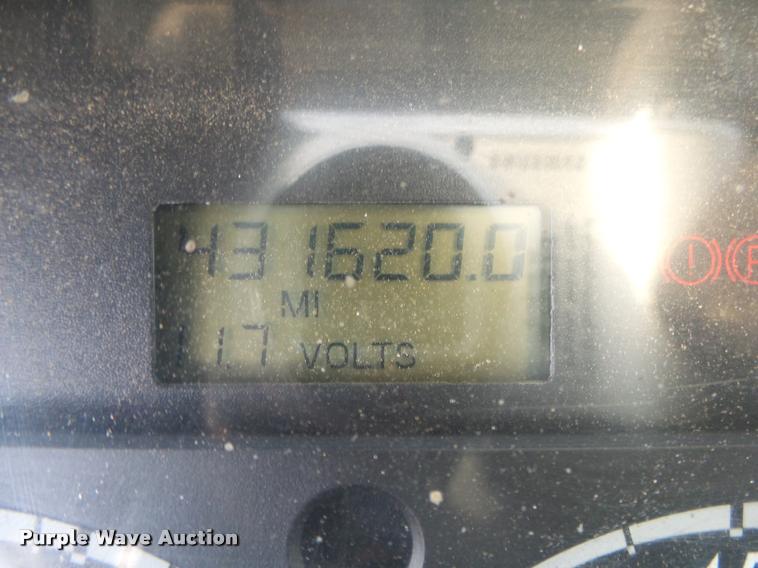 431620.0
MI
11.7 VOLTS
Purple Wave Auction